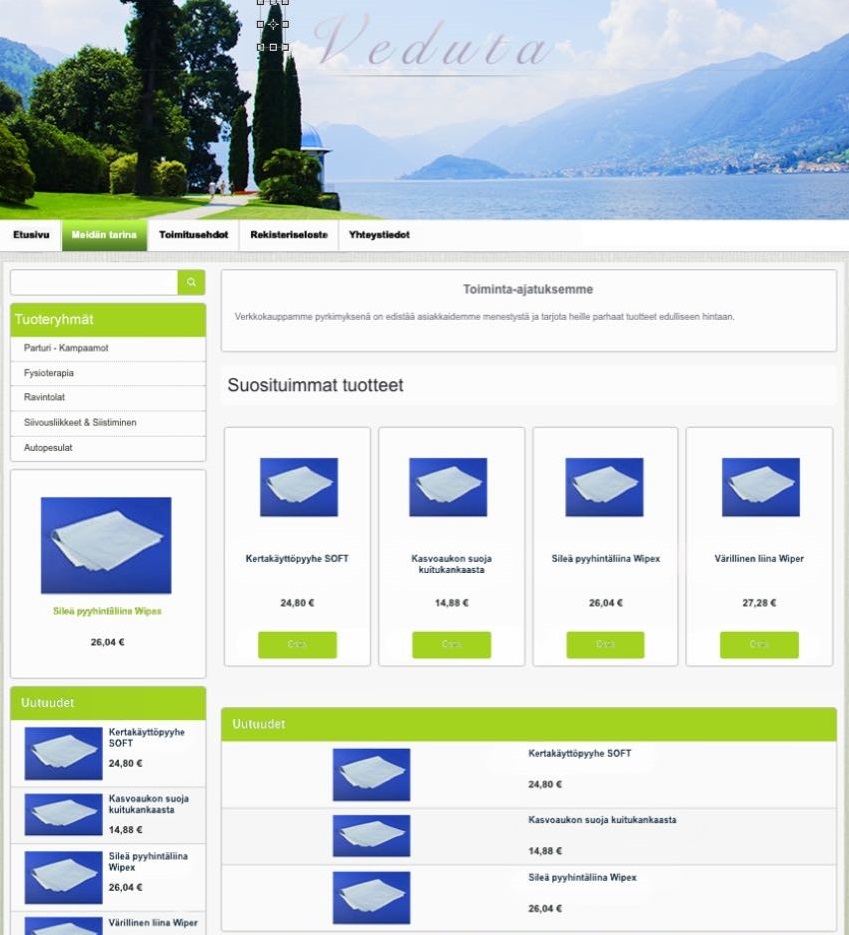 Veduta
Etusivu
Meidän tarina
Toimitusehdot
Rekisteriseloste
Yhteystiedot
Tuoteryhmät
Parturi - Kampaamot
Fysioterapia
Ravintolat
Siivousliikkeet & Siistiminen
Autopesulat
Sileä pyyhintäliina Wipex
26,04 €
Uutuudet
Kertakäyttöpyyhe
SOFT
24,80 €
Kasvoaukon suoja
kuitukankaasta
14,88 €
Sileä pyyhintäliina
Wipex
26,04 €
Värillinen liina Wiper
Toiminta-ajatuksemme
Verkkokauppamme pyrkimyksenä on edistää asiakkaidemme menestystä ja tarjota heille parhaat tuotteet edulliseen hintaan.
Suosituimmat tuotteet
Kertakäyttöpyyhe SOFT
24,80 €
Osta
Kasvoaukon suoja
kuitukankaasta
14,88 €
Osta
Sileä pyyhintäliina Wipex
26,04 €
Osta
Värillinen liina Wiper
27,28 €
Osta
Uutuudet
Kertakäyttöpyyhe SOFT
24,80 €
Kasvoaukon suoja kuitukankaasta
14,88 €
Sileä pyyhintäliina Wipex
26,04 €